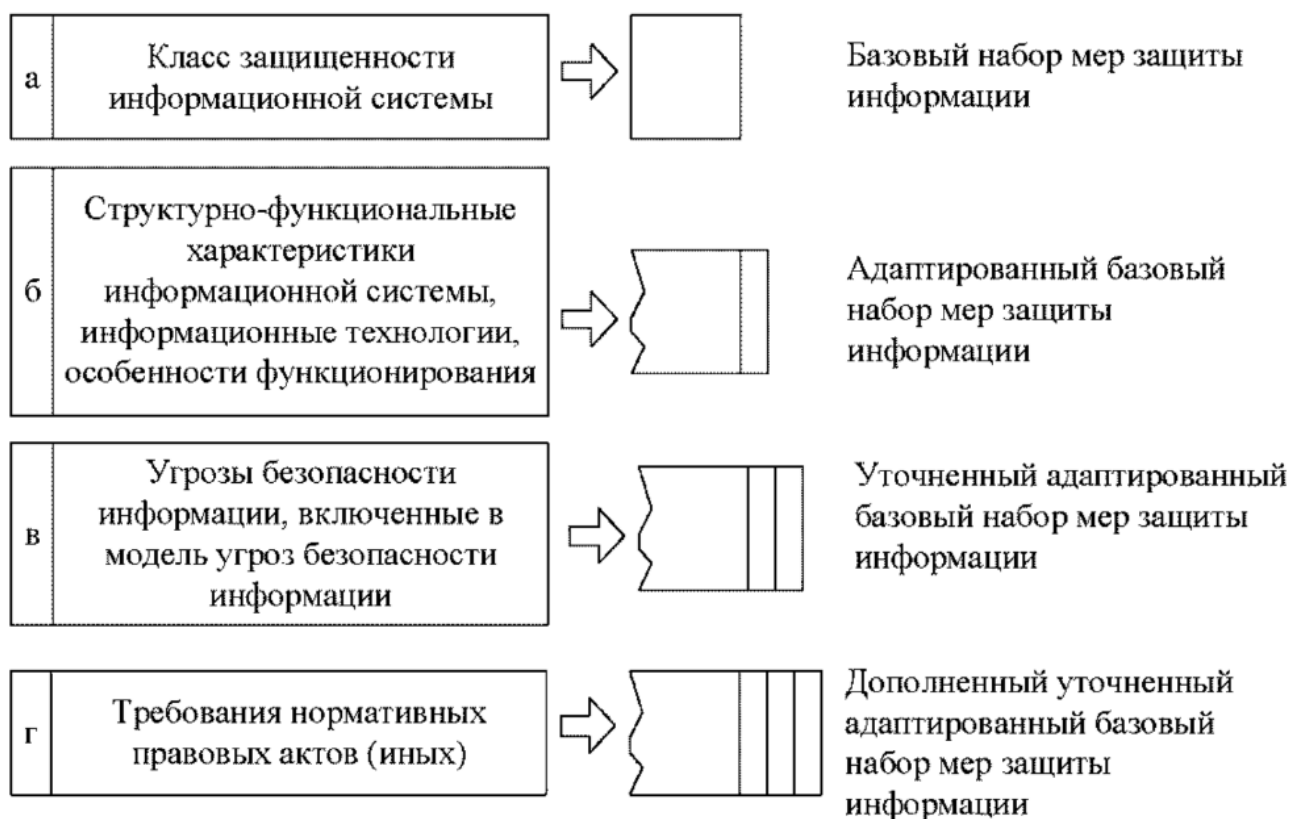 а
Класс защищенности
информационной системы
Базовый набор мер защиты
информации
б
Структурно-функциональные
характеристики
информационной системы,
информационные технологии,
особенности функционирования
Адаптированный базовый
набор мер защиты
информации
в
Угрозы безопасности
информации, включенные в
модель угроз безопасности
информации
Уточненный адаптированный
базовый набор мер защиты
информации
г
Требования нормативных
правовых актов (иных)
Дополненный уточненный
адаптированный базовый
набор мер защиты
информации